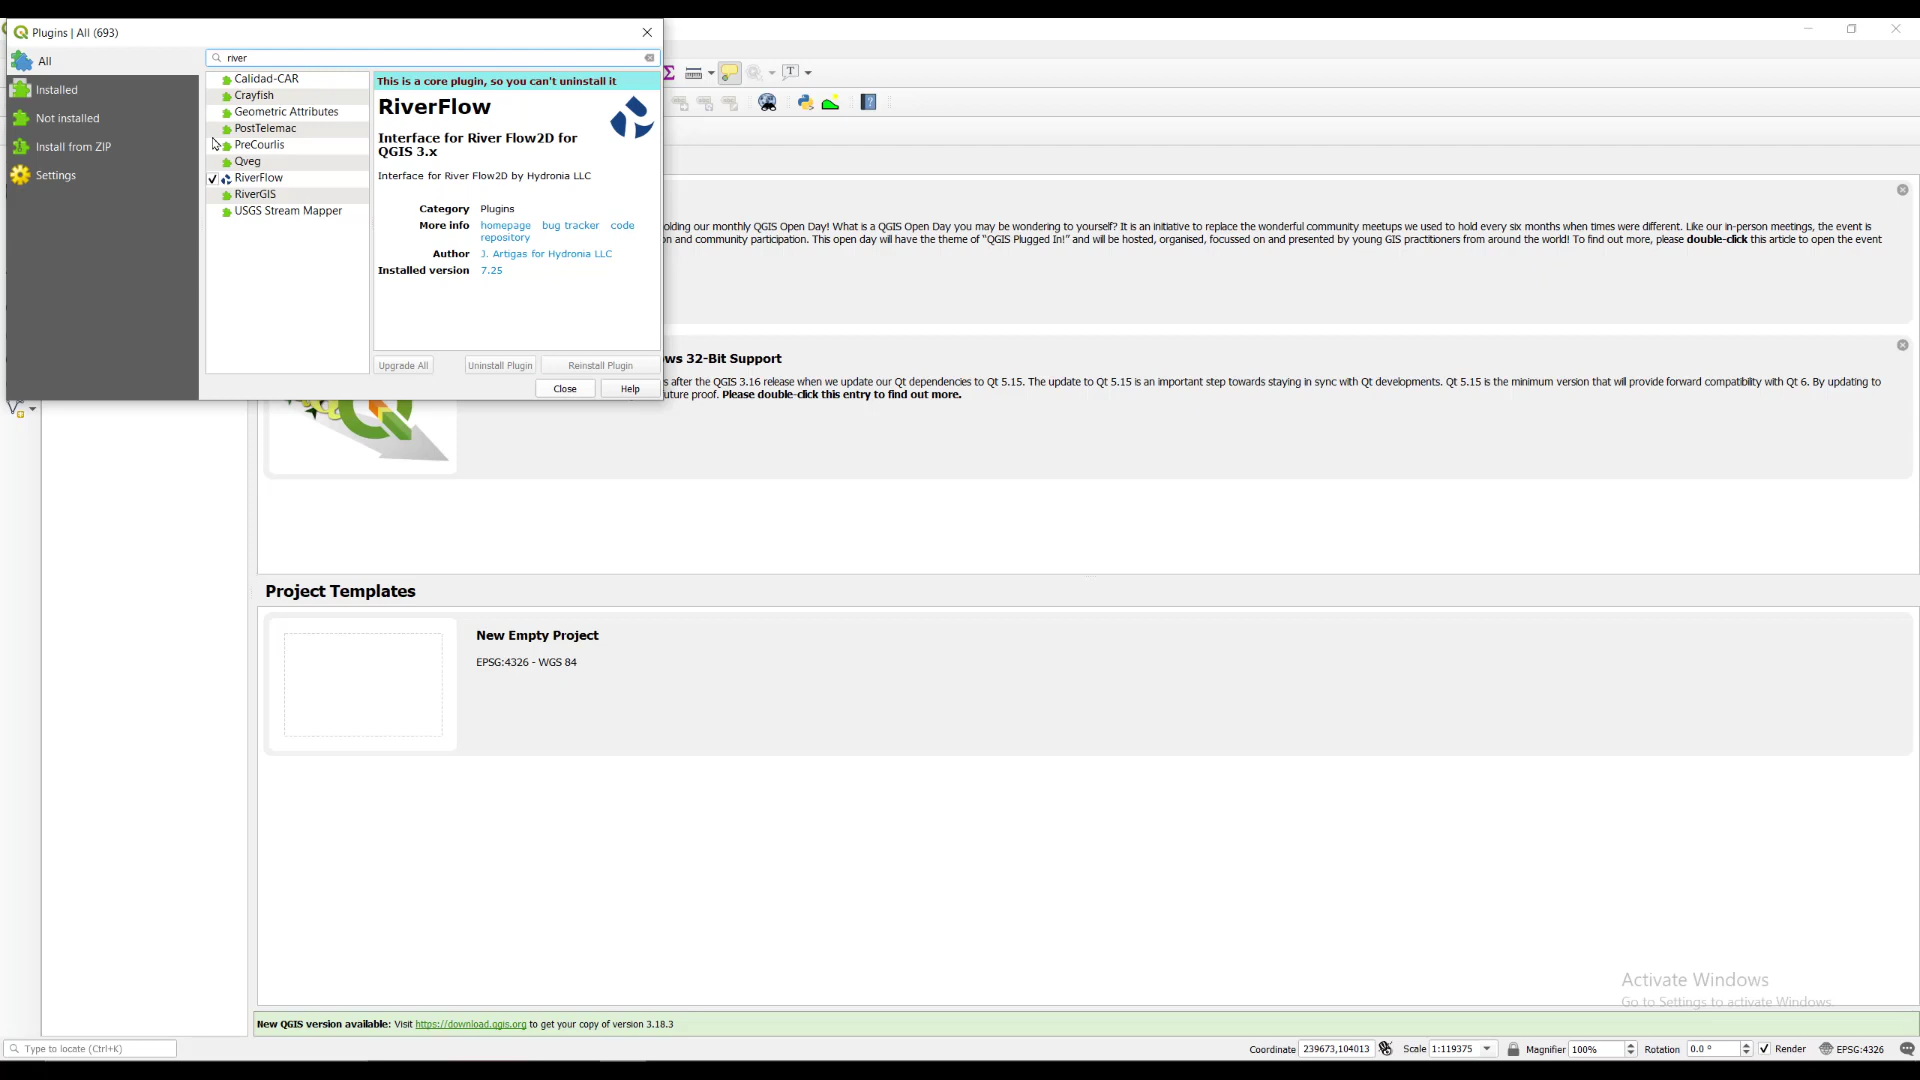 Plugins | All (693)
river
All
Installed
Not installed
Install from ZIP
Settings
Calidad-CAR
Crayfish
Geometric Attributes
PostTelemac
PreCourlis
Qveg
RiverFlow
RiverGIS
USGS Stream Mapper
This is a core plugin, so you can't uninstall it
RiverFlow
Interface for River Flow2D for
QGIS 3.x
Interface for River Flow2D by Hydronia LLC
Category Plugins
More info homepage bug tracker code
repository
Author J. Artigas for Hydronia LLC
Installed version 7.25
Upgrade All Uninstall Plugin Reinstall Plugin
Close Help
T
olding our monthly QGIS Open Day! What is a QGIS Open Day you may be wondering to yourself? It is an initiative to replace the wonderful community meetups we used to hold every six months when times were different. Like our in-person meetings, the event is
n and community participation. This open day will have the theme of "QGIS Plugged In!" and will be hosted, organised, focussed on and presented by young GIS practitioners from around the world! To find out more, please double-click this article to open the event
ws 32-Bit Support
s after the QGIS 3.16 release when we update our Qt dependencies to Qt 5.15. The update to Qt 5.15 is an important step towards staying in sync with Qt developments. Qt 5.15 is the minimum version that will provide forward compatibility with Qt 6. By updating to
uture proof. Please double-click this entry to find out more.
Project Templates
New Empty Project
EPSG:4326 - WGS 84
Activate Windows
Go to Settings to activate Windows.
New QGIS version available: Visit https://download.qgis.org to get your copy of version 3.18.3
Type to locate (Ctrl+K) Coordinate 239673,104013 Scale 1:119375 Magnifier 100% Rotation 0.0 ° Render EPSG:4326